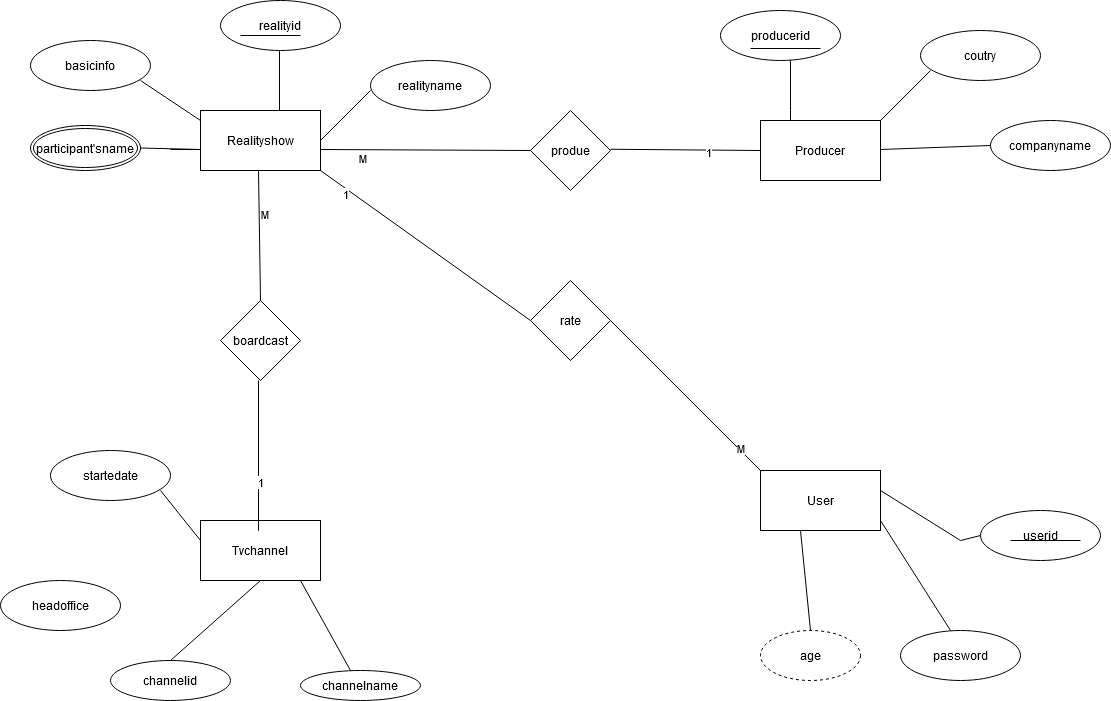 realityid
producerid
basicinfo
coutry
realityname
Realityshow
participant'sname
produe
Producer
companyname
M
1
1
M
rate
boardcast
M
startedate
1
User
Tvchannel
userid
headoffice
age
password
channelid
channelname